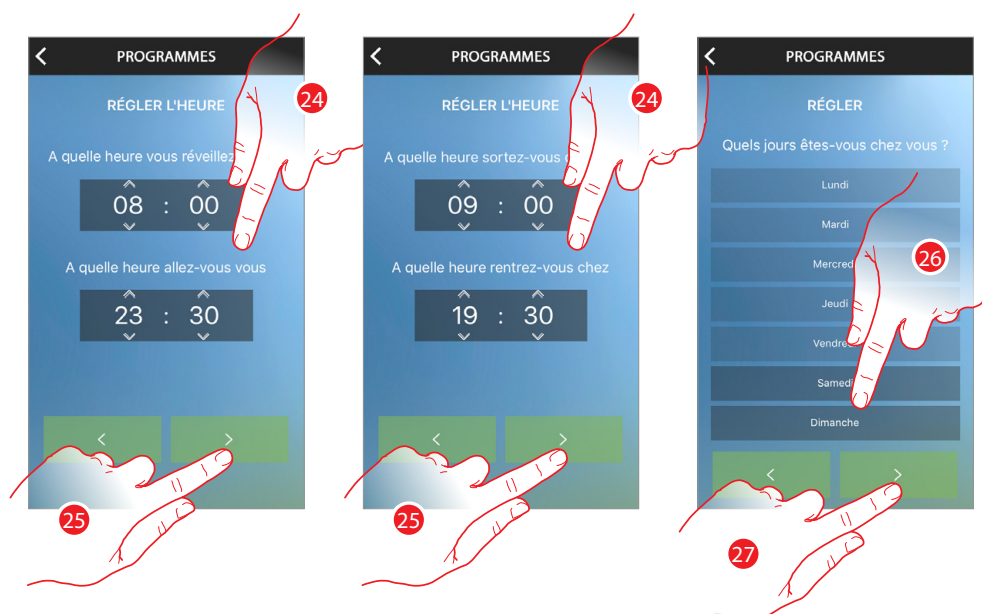 PROGRAMMES
RÉGLER L'HEURE
24
A quelle heure vous réveillez
08 : 00
A quelle heure allez-vous vous
23 : 30
< >
25
PROGRAMMES
RÉGLER L'HEURE
24
A quelle heure sortez-vous
09 : 00
A quelle heure rentrez-vous chez
19 : 30
< >
25
PROGRAMMES
RÉGLER
Quels jours êtes-vous chez vous ?
Lundi
Mardi
Mercred
26
Jeudi
Vendre
Samedi
Dimanche
< >
27